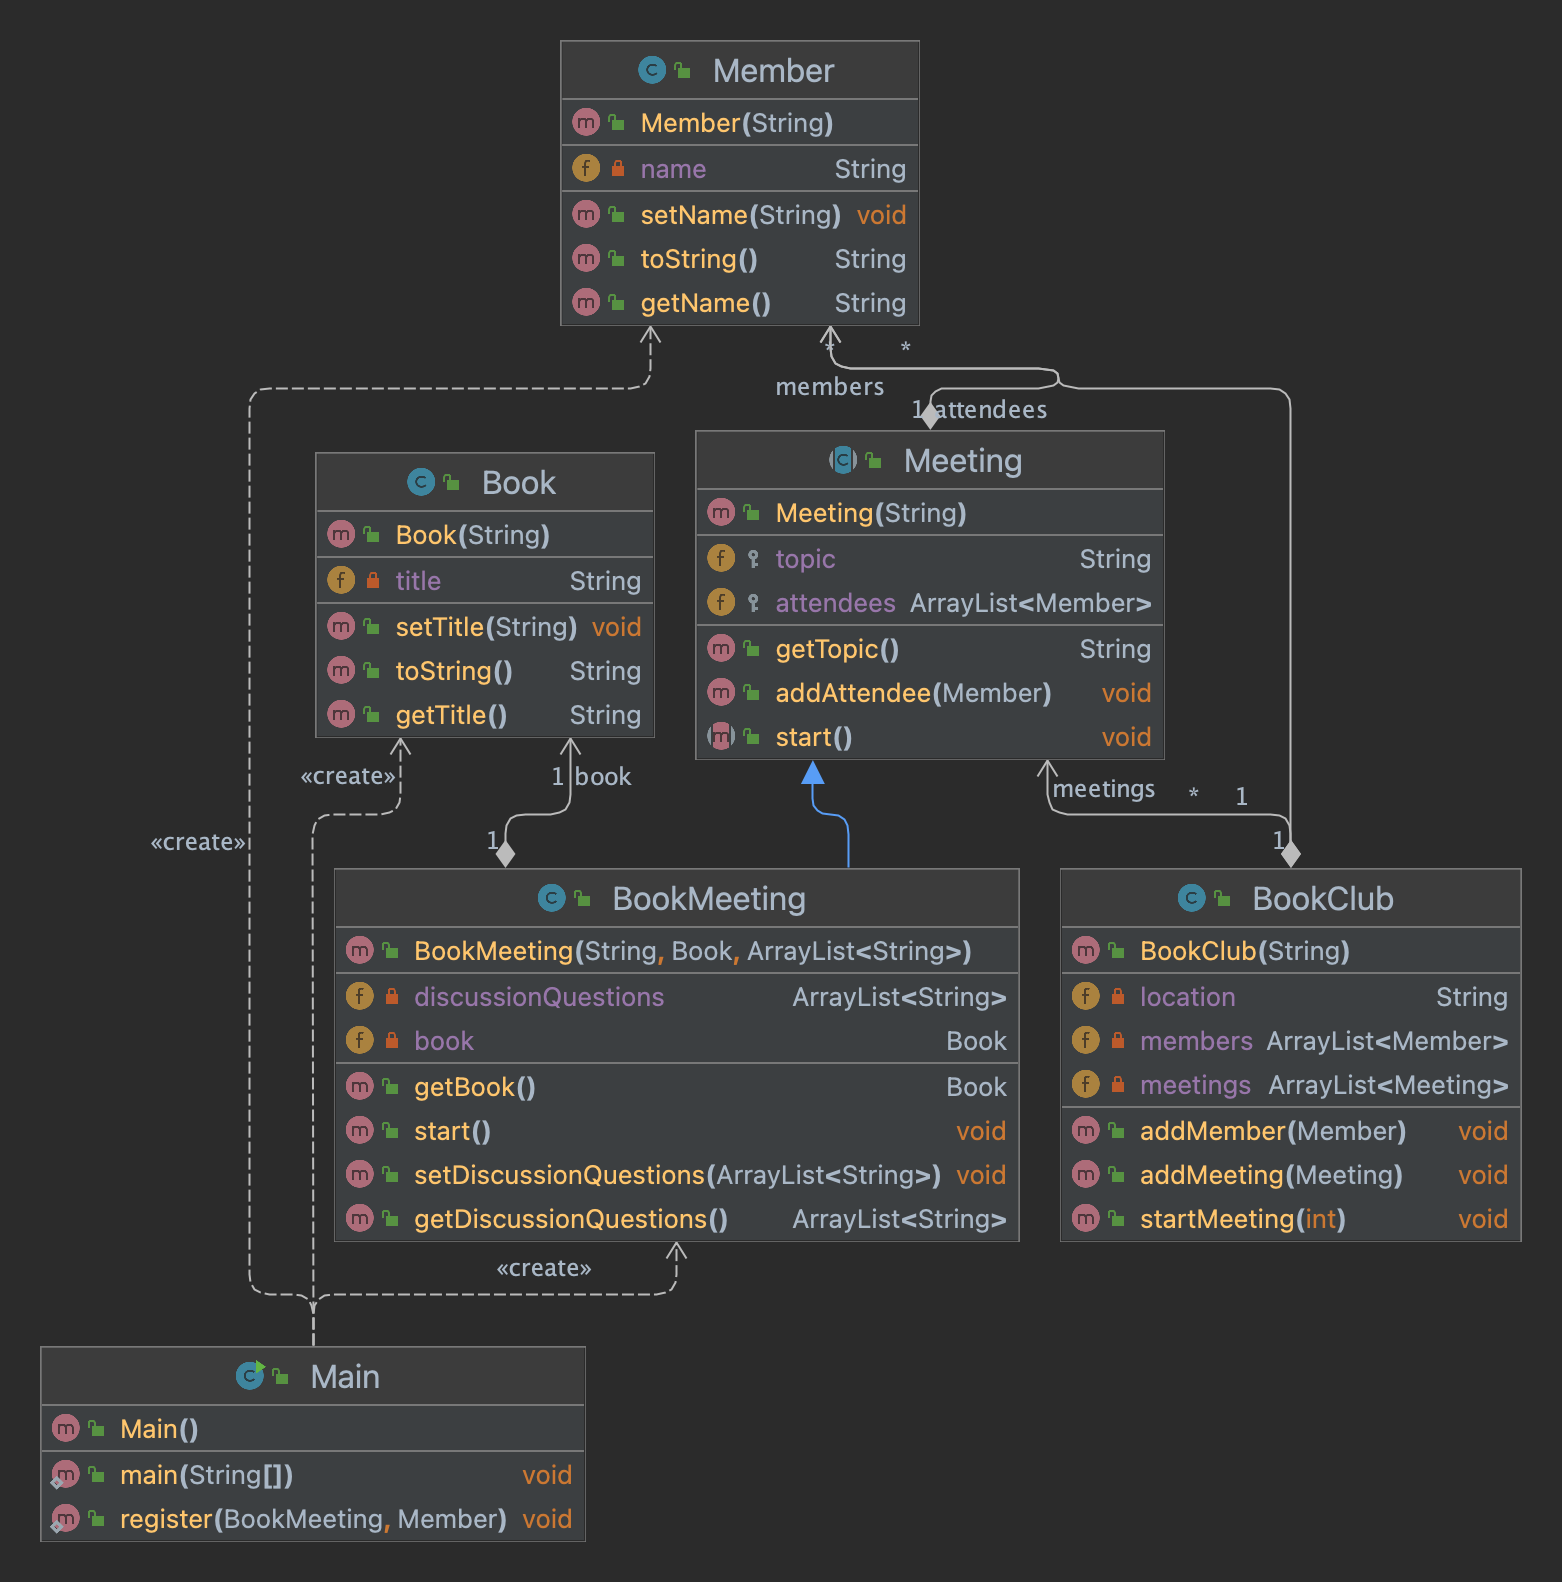 Member
Member(String)
name String
setName(String) void
toString() String
getName() String
* *
members
1 attendees
Book
Book(String)
title String
setTitle(String) void
toString() String
getTitle() String
Meeting
Meeting(String)
topic String
attendees ArrayList<Member>
getTopic() String
addAttendee(Member) void
start() void
«create»
1 book
meetings * 1
«create»
1
1
BookMeeting
BookMeeting(String, Book, ArrayList<String>)
discussionQuestions ArrayList<String>
book Book
getBook() Book
start() void
setDiscussionQuestions(ArrayList<String>) void
getDiscussionQuestions() ArrayList<String>
BookClub
BookClub(String)
location String
members ArrayList<Member>
meetings ArrayList<Meeting>
addMember(Member) void
addMeeting(Meeting) void
startMeeting(int) void
«create»
Main
Main()
main(String[]) void
register(BookMeeting, Member) void